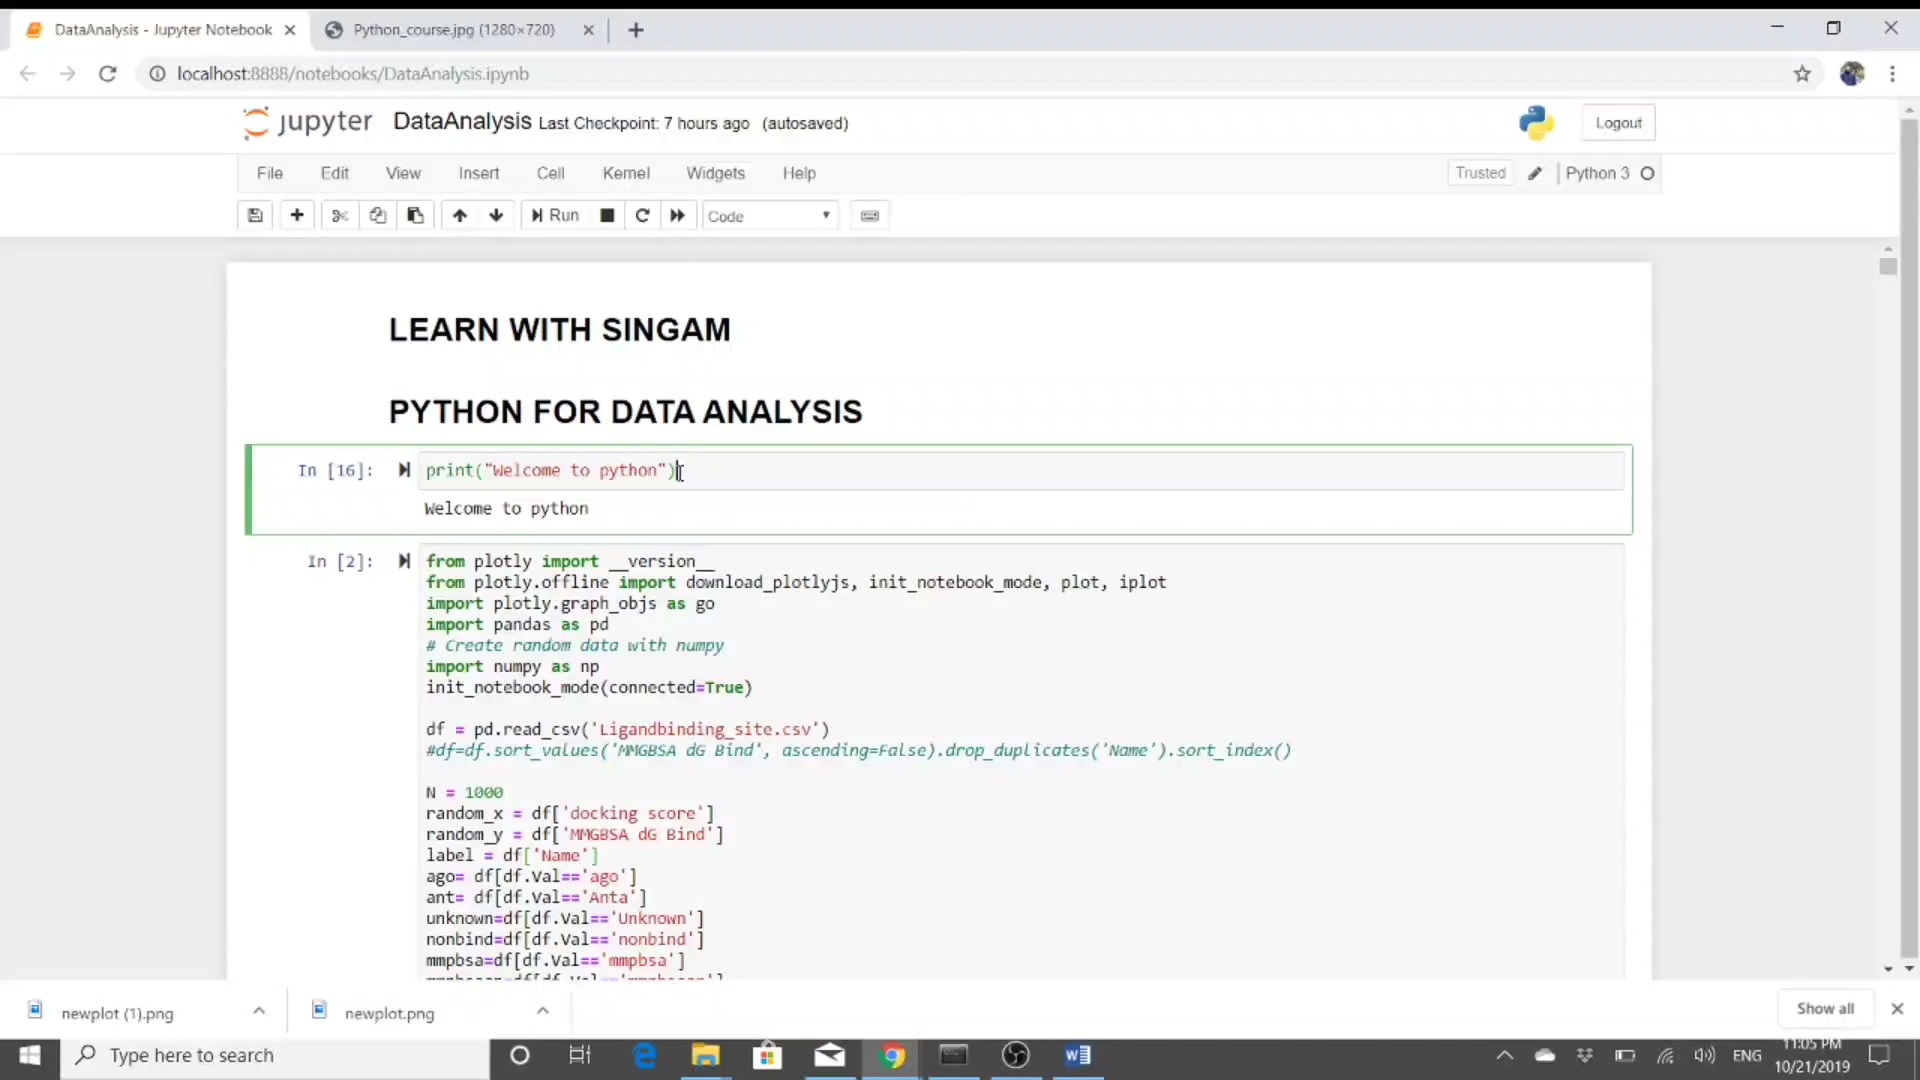 DataAnalysis - Jupyter Notebook
Python_course.jpg (1280×720)
localhost:8888/notebooks/DataAnalysis.ipynb
jupyter DataAnalysis Last Checkpoint: 7 hours ago (autosaved)
Logout
File Edit View Insert Cell Kernel Widgets Help
Trusted
Python 3
Run
Code
LEARN WITH SINGAM
PYTHON FOR DATA ANALYSIS
In [16]: print("Welcome to python")
Welcome to python
In [2]: from plotly import __version__
from plotly.offline import download_plotlyjs, init_notebook_mode, plot, iplot
import plotly.graph_objs as go
import pandas as pd
# Create random data with numpy
import numpy as np
init_notebook_mode(connected=True)
df = pd.read_csv('Ligandbinding_site.csv')
#df=df.sort_values('MMGBSA dG Bind', ascending=False).drop_duplicates('Name').sort_index()
N = 1000
random_x = df['docking score']
random_y = df['MMGBSA dG Bind']
label = df['Name']
ago= df[df.Val=='ago']
ant= df[df.Val=='Anta']
unknown=df[df.Val=='Unknown']
nonbind=df[df.Val=='nonbind']
mmpbsa=df[df.Val=='mmpbsa']
newplot (1).png
newplot.png
Show all
Type here to search
ENG
11:05 PM
10/21/2019